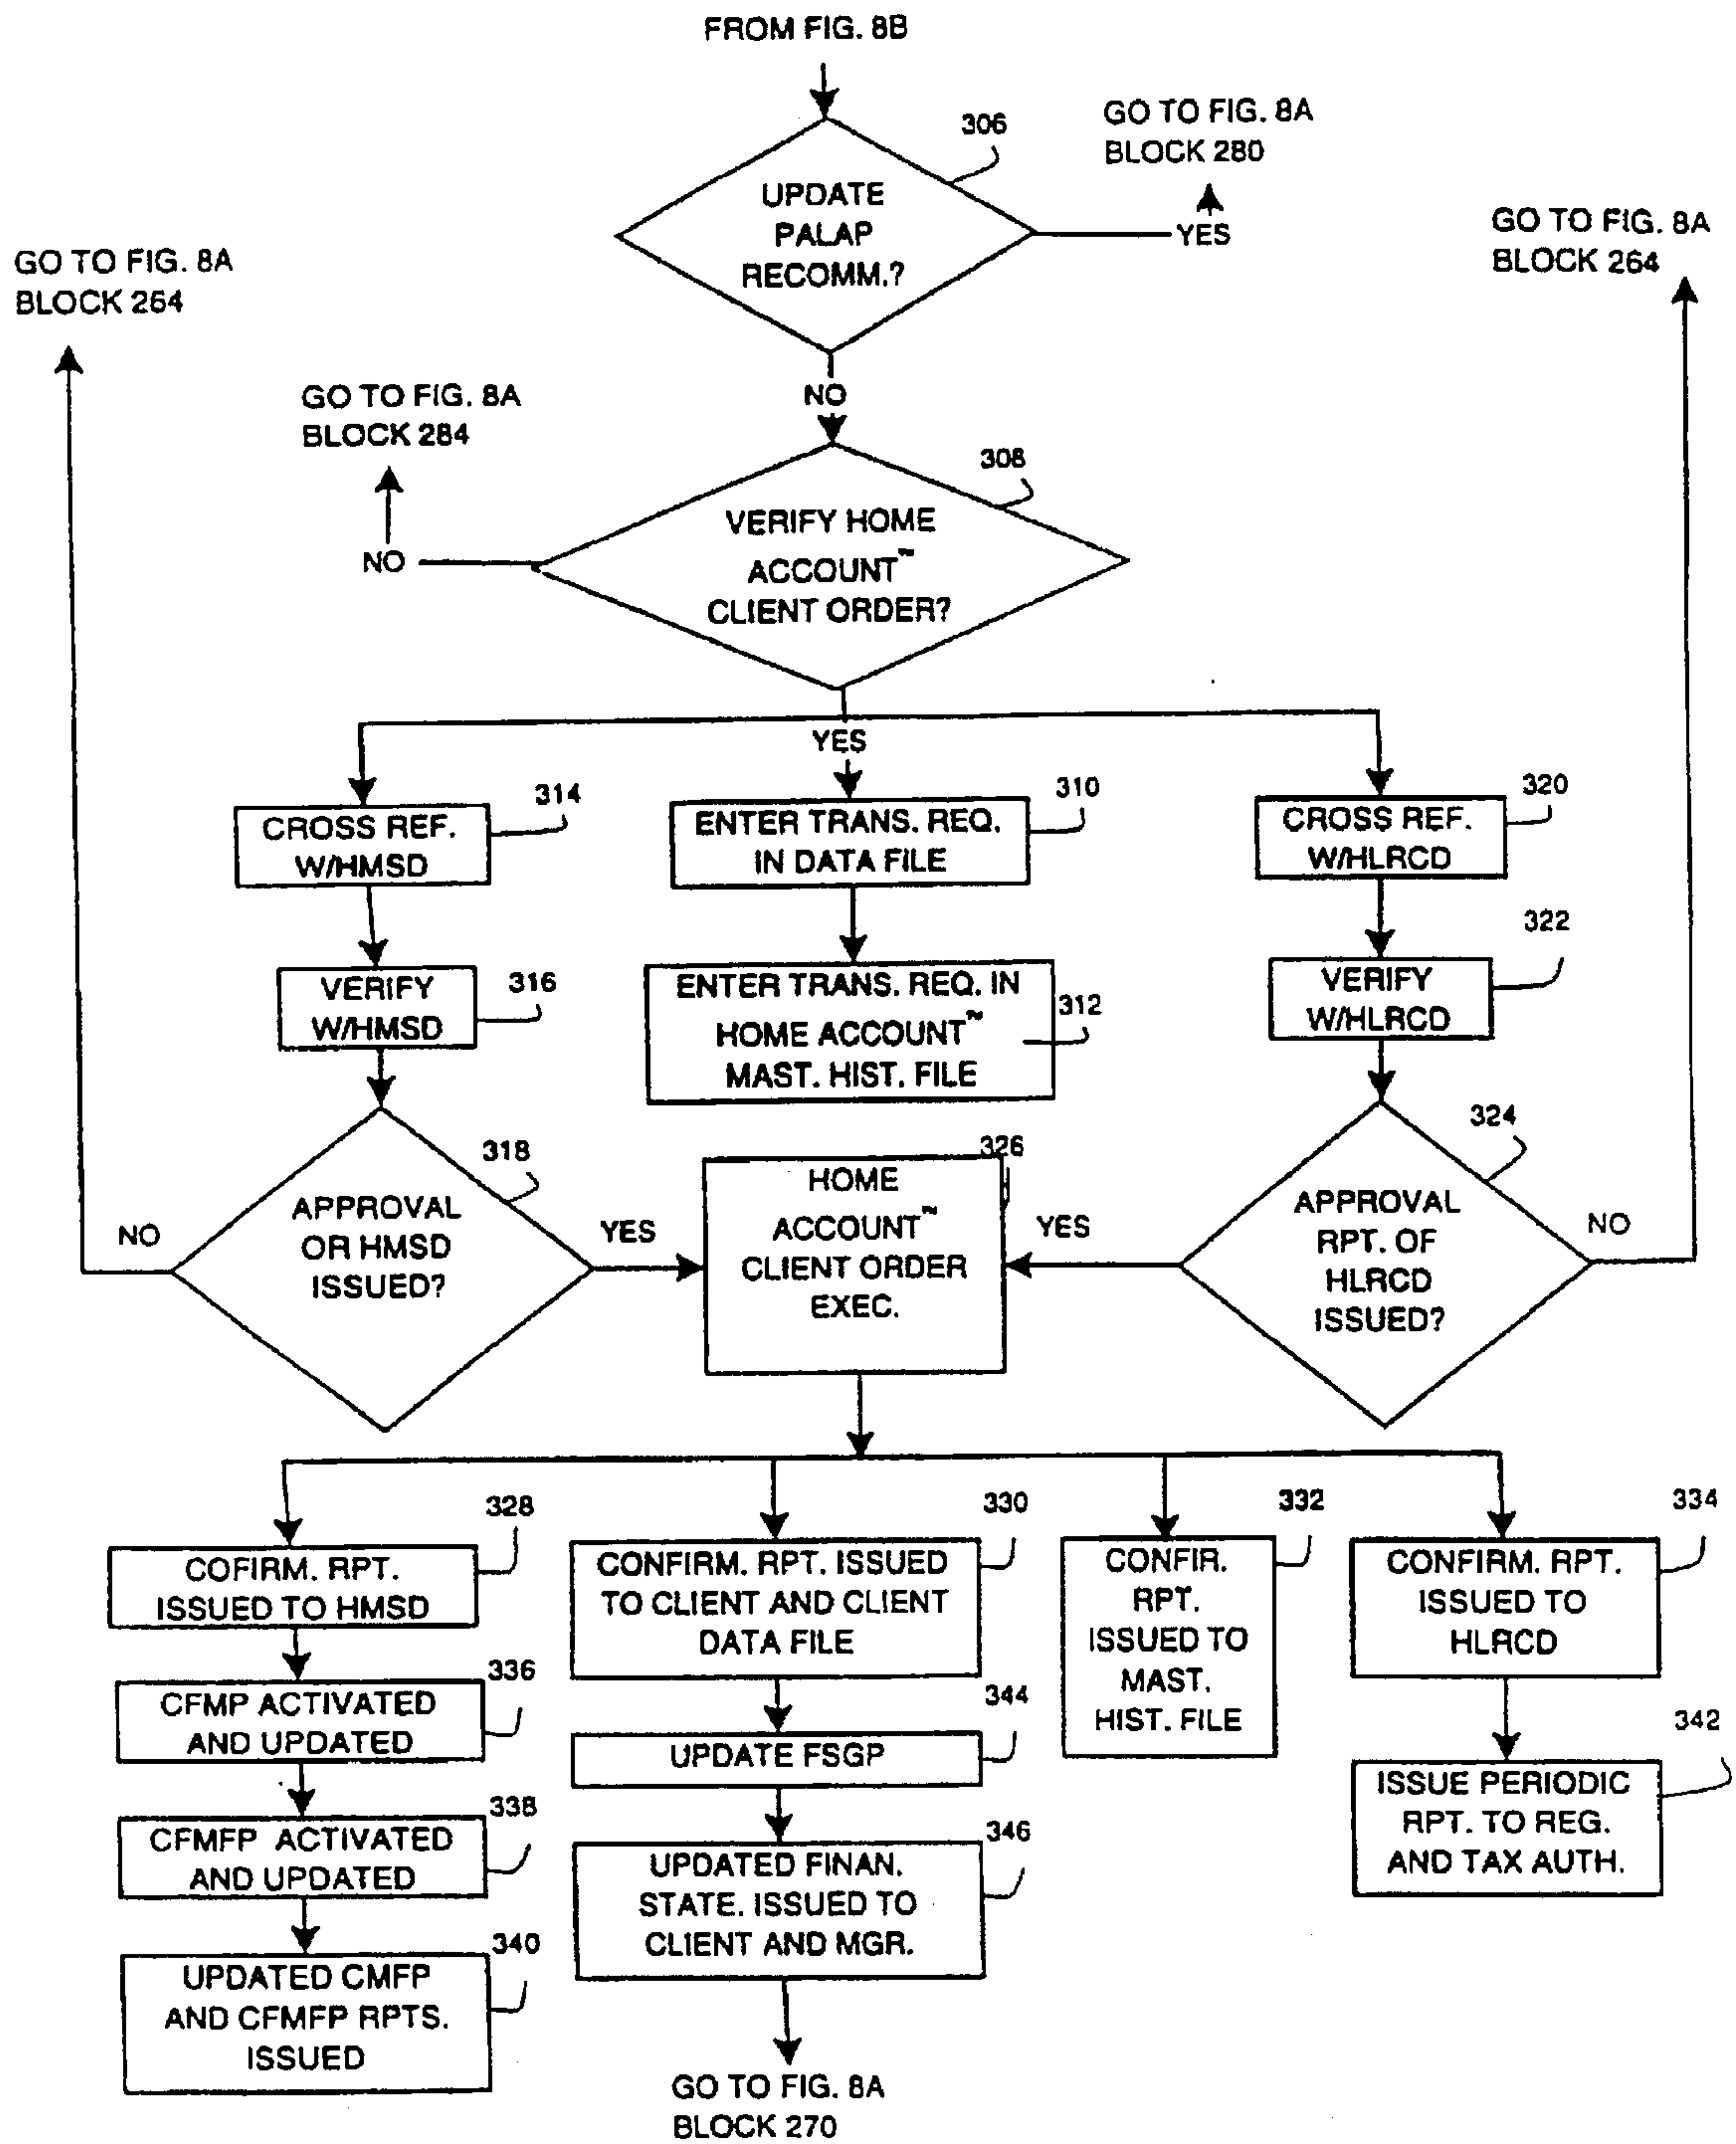 FROM FIG. 8B
306
GO TO FIG. 8A
BLOCK 280
UPDATE
PALAP
RECOMM.?
YES
GO TO FIG. 8A
BLOCK 264
GO TO FIG. 8A
BLOCK 264
NO
GO TO FIG. 8A
BLOCK 284
308
VERIFY HOME
ACCOUNT™
CLIENT ORDER?
NO
YES
314
CROSS REF.
W/HMSD
310
ENTER TRANS. REQ.
IN DATA FILE
320
CROSS REF.
W/HLRCD
316
VERIFY
W/HMSD
ENTER TRANS. REQ. IN
HOME ACCOUNT™
MAST. HIST. FILE
312
322
VERIFY
W/HLRCD
318
APPROVAL
OR HMSD
ISSUED?
NO
YES
326
HOME
ACCOUNT™
CLIENT ORDER
EXEC.
YES
324
APPROVAL
RPT. OF
HLRCD
ISSUED?
NO
328
COFIRM. RPT.
ISSUED TO HMSD
330
CONFIRM. RPT. ISSUED
TO CLIENT AND CLIENT
DATA FILE
332
CONFIR.
RPT.
ISSUED TO
MAST.
HIST. FILE
334
CONFIRM. RPT.
ISSUED TO
HLRCD
336
CFMP ACTIVATED
AND UPDATED
344
UPDATE FSGP
342
ISSUE PERIODIC
RPT. TO REG.
AND TAX AUTH.
338
CFMFP ACTIVATED
AND UPDATED
346
UPDATED FINAN.
STATE. ISSUED TO
CLIENT AND MGR.
340
UPDATED CMFP
AND CFMFP RPTS.
ISSUED
GO TO FIG. 8A
BLOCK 270